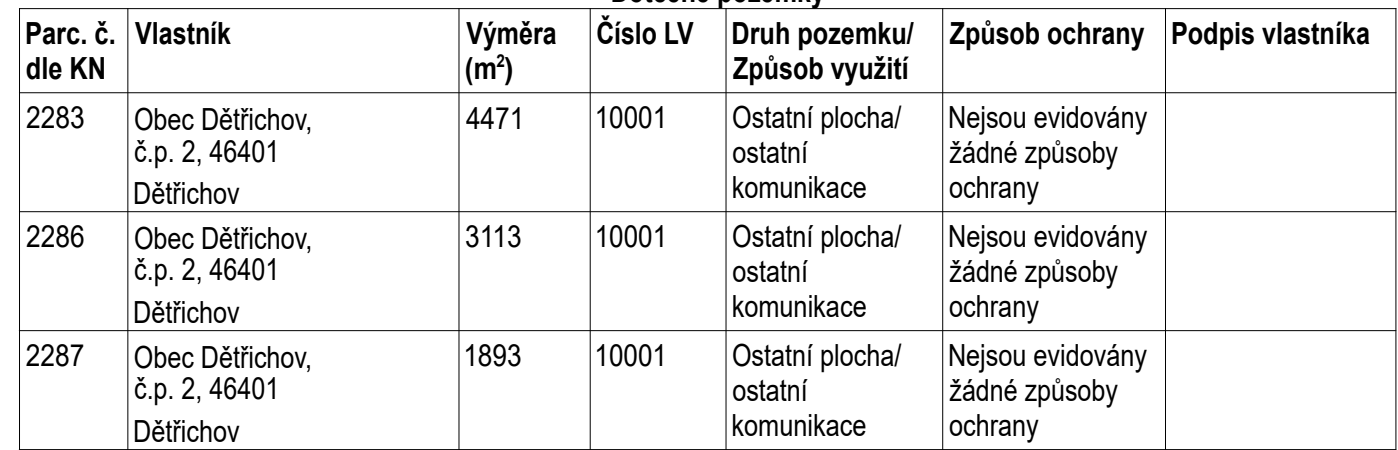 Dotčené pozemky
Parc. č. dle KN | Vlastník | Výměra (m²) | Číslo LV | Druh pozemku/ Způsob využití | Způsob ochrany | Podpis vlastníka
2283 | Obec Dětřichov, č.p. 2, 46401 Dětřichov | 4471 | 10001 | Ostatní plocha/ ostatní komunikace | Nejsou evidovány žádné způsoby ochrany |
2286 | Obec Dětřichov, č.p. 2, 46401 Dětřichov | 3113 | 10001 | Ostatní plocha/ ostatní komunikace | Nejsou evidovány žádné způsoby ochrany |
2287 | Obec Dětřichov, č.p. 2, 46401 Dětřichov | 1893 | 10001 | Ostatní plocha/ ostatní komunikace | Nejsou evidovány žádné způsoby ochrany |